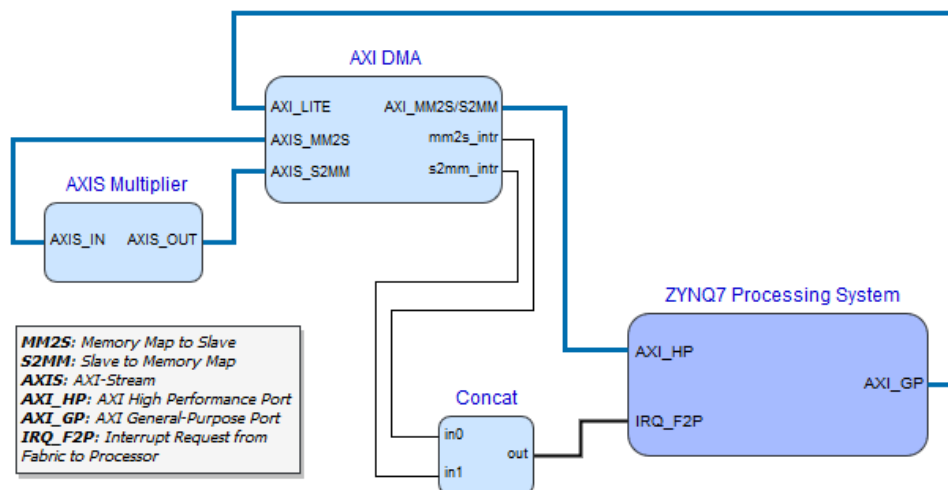 AXI DMA
AXI_LITE AXI_MM2S/S2MM
AXIS_MM2S mm2s_intr
AXIS_S2MM s2mm_intr
AXIS Multiplier
AXIS_IN AXIS_OUT
ZYNQ7 Processing System
AXI_HP
AXI_GP
IRQ_F2P
MM2S: Memory Map to Slave
S2MM: Slave to Memory Map
AXIS: AXI-Stream
AXI_HP: AXI High Performance Port
AXI_GP: AXI General-Purpose Port
IRQ_F2P: Interrupt Request from
Fabric to Processor
Concat
in0
out
in1